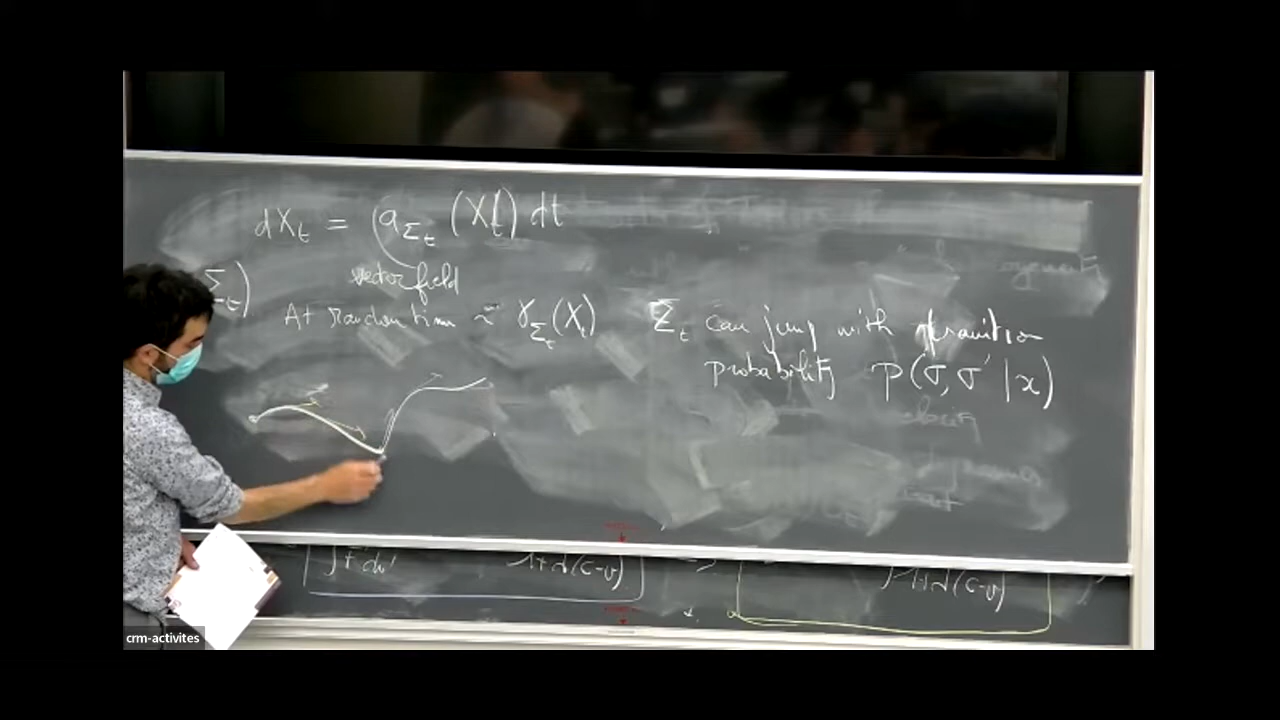 dX_t = a_{Σ_t} (X_t) dt
Σ_t)
vector field
At random time ~ γ_{Σ_t}(X_t)
Σ_t can jump with transition
probability p(σ, σ' | x)
1+d(c-v)
crm-activites